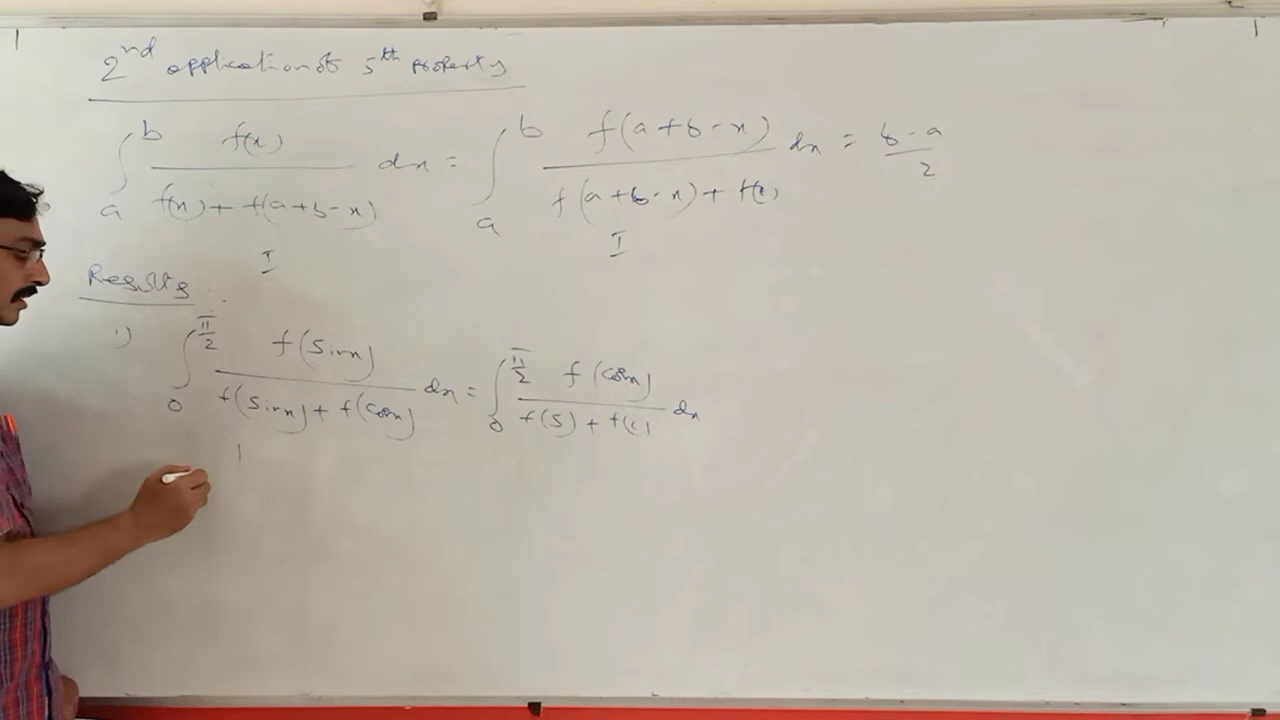 2nd application of 5th property
∫_a^b f(x) / (f(x) + f(a+b-x)) dx = ∫_a^b f(a+b-x) / (f(a+b-x) + f( ) = (b-a)/2
I I
Results :
1) ∫_0^(π/2) f(Sinx) / (f(Sinx) + f(Cosx)) dx = ∫_0^(π/2) f(Cosx) / (f(S) + f(c)) dx